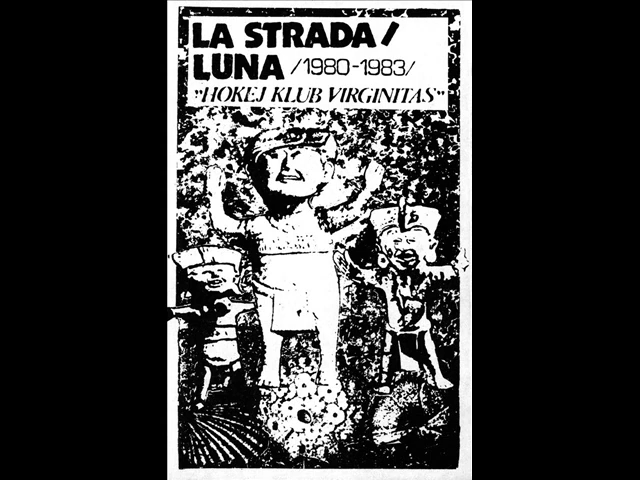 LA STRADA/
LUNA /1980-1983/
"HOKEJ KLUB VIRGINITAS"